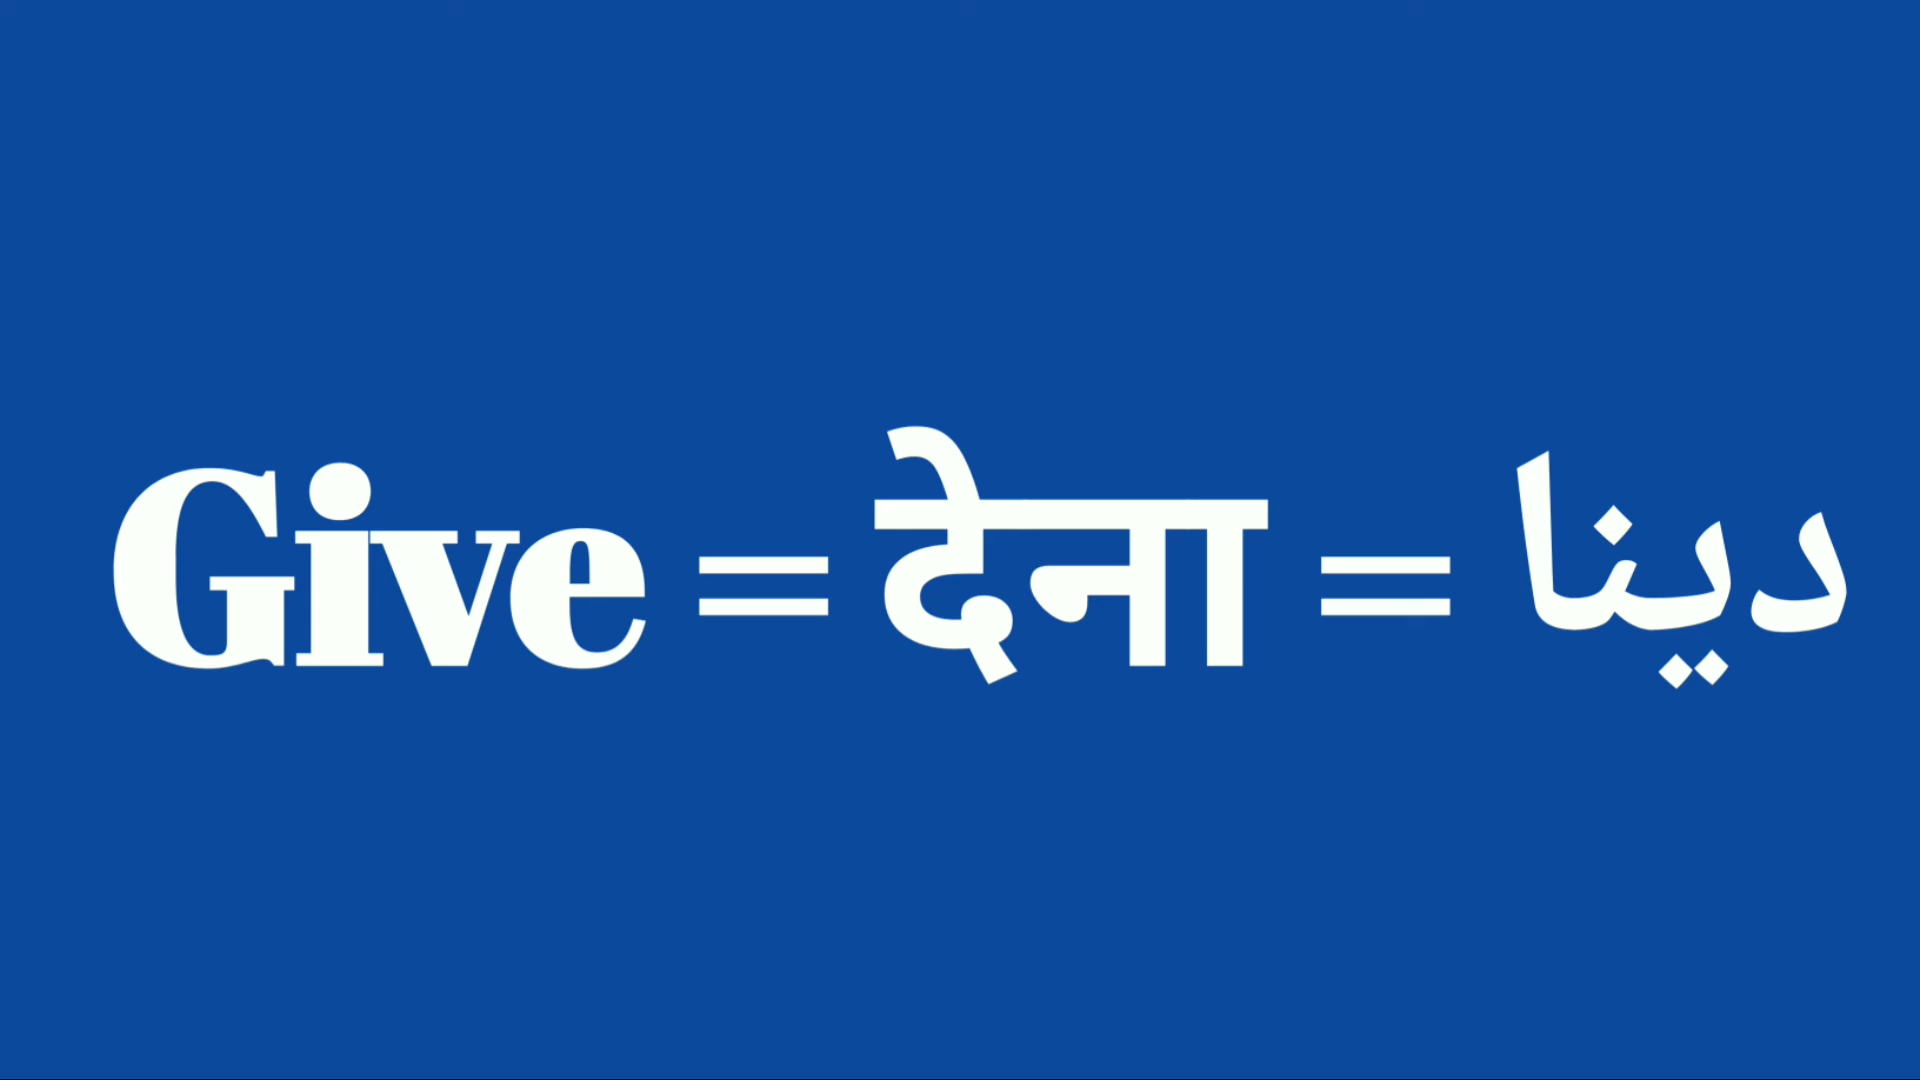 Give = देना = دینا